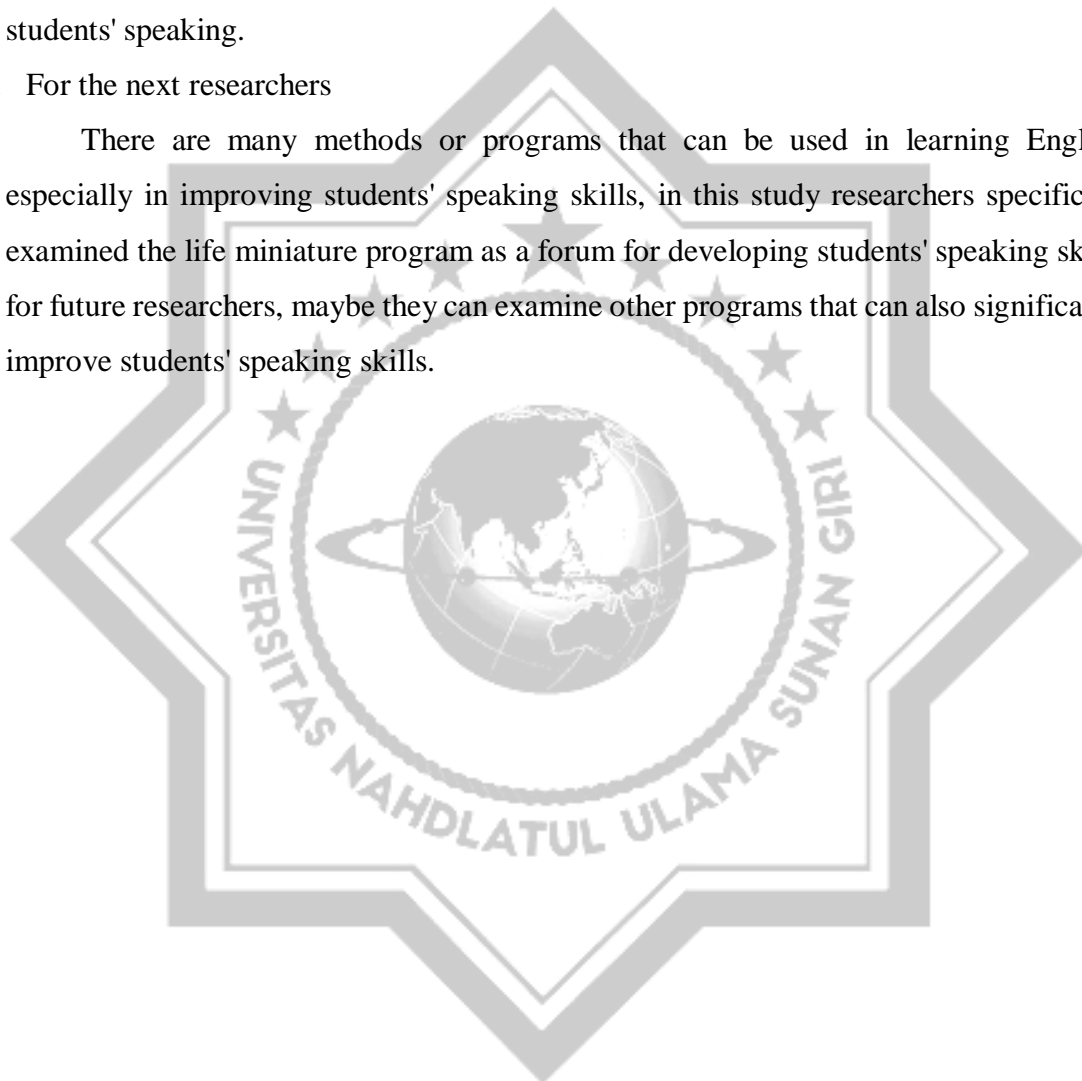 students' speaking.
For the next researchers
There are many methods or programs that can be used in learning Engl
especially in improving students' speaking skills, in this study researchers specific
examined the life miniature program as a forum for developing students' speaking sk
for future researchers, maybe they can examine other programs that can also significa
improve students' speaking skills.
UNIVERSITAS NAHDLATUL ULAMA SUNAN GIRI